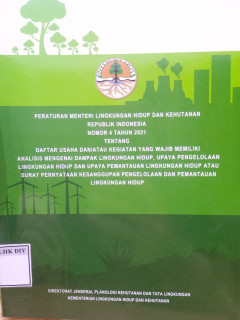 PERATURAN MENTERI LINGKUNGAN HIDUP DAN KEHUTANAN
REPUBLIK INDONESIA
NOMOR 4 TAHUN 2021
TENTANG
DAFTAR USAHA DAN/ATAU KEGIATAN YANG WAJIB MEMILIKI
ANALISIS MENGENAI DAMPAK LINGKUNGAN HIDUP, UPAYA PENGELOLAAN
LINGKUNGAN HIDUP DAN UPAYA PEMANTAUAN LINGKUNGAN HIDUP ATAU
SURAT PERNYATAAN KESANGGUPAN PENGELOLAAN DAN PEMANTAUAN
LINGKUNGAN HIDUP
LHK DIY
DIREKTORAT JENDERAL PLANOLOGI KEHUTANAN DAN TATA LINGKUNGAN
KEMENTERIAN LINGKUNGAN HIDUP DAN KEHUTANAN